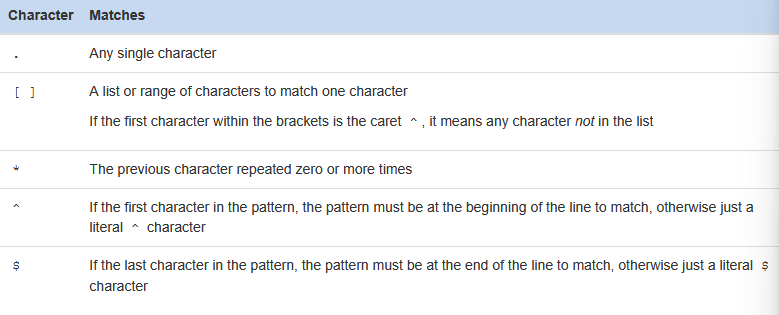 Character Matches
. Any single character
[ ] A list or range of characters to match one character
If the first character within the brackets is the caret ^ , it means any character not in the list
* The previous character repeated zero or more times
^ If the first character in the pattern, the pattern must be at the beginning of the line to match, otherwise just a
literal ^ character
$ If the last character in the pattern, the pattern must be at the end of the line to match, otherwise just a literal $
character